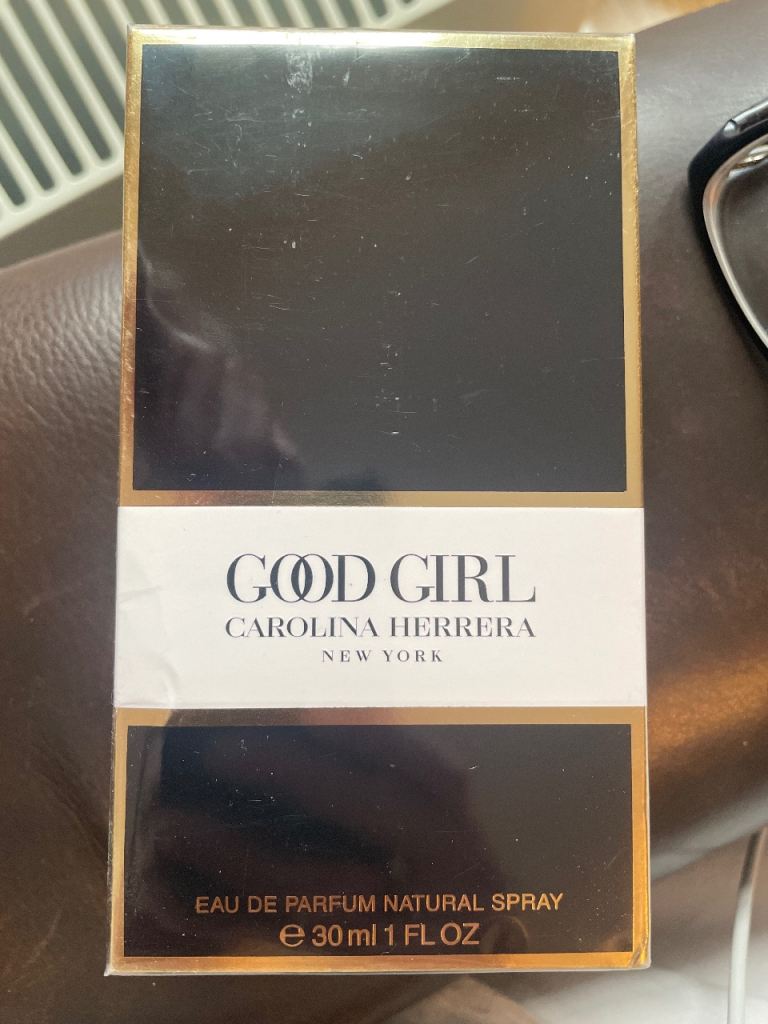 GOOD GIRL
CAROLINA HERRERA
NEW YORK
EAU DE PARFUM NATURAL SPRAY
℮ 30 ml 1 FL OZ